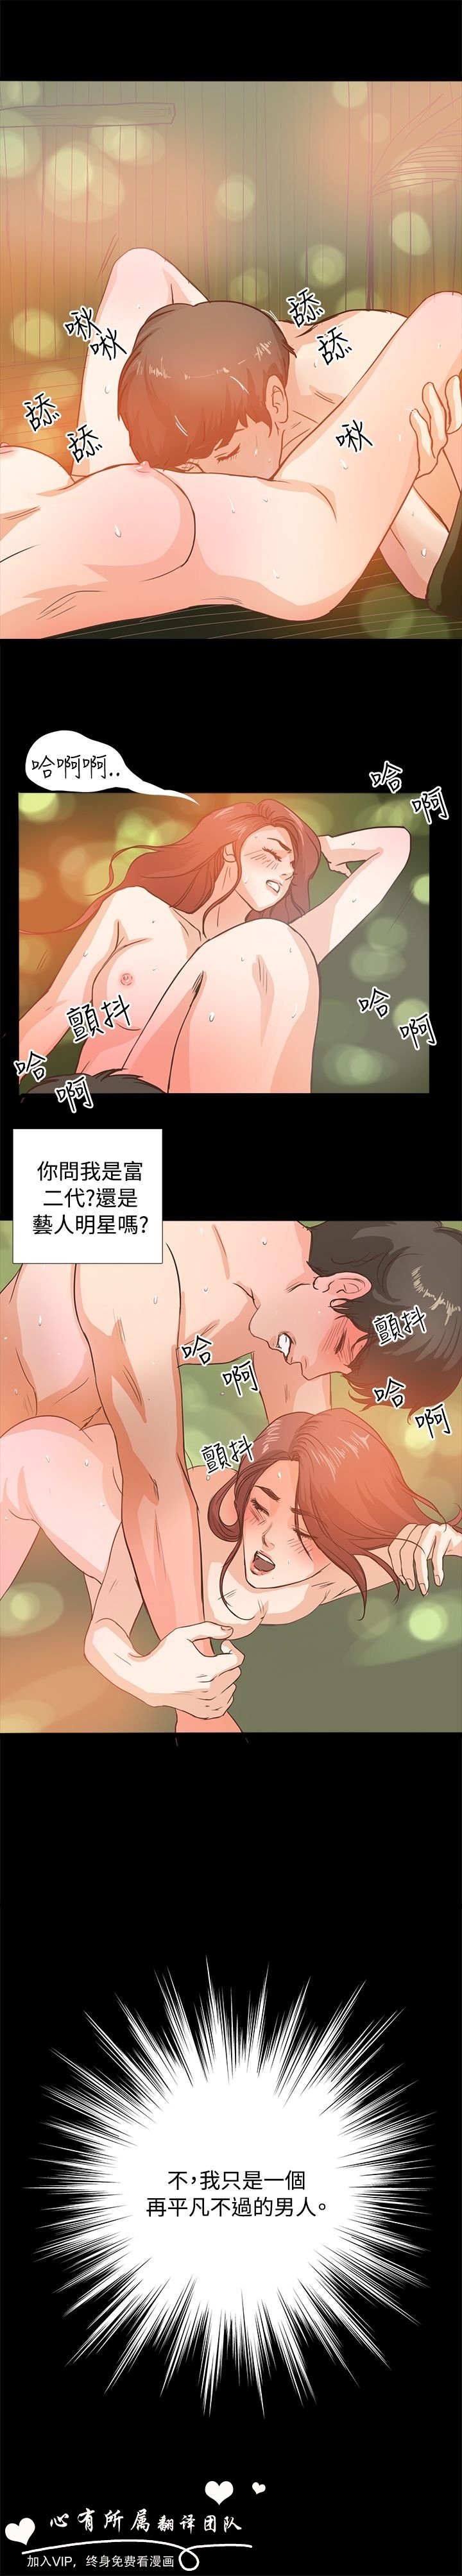 啾
啾
舔
舔
舔
舔
啾
哈啊啊..
哈
啊
顫抖
哈
啊
哈
啊
你問我是富
二代?還是
藝人明星嗎?
顫抖
哈
啊
哈
啊
顫抖
不,我只是一個
再平凡不過的男人。
心有所属翻译团队
加入VIP，终身免费看漫画